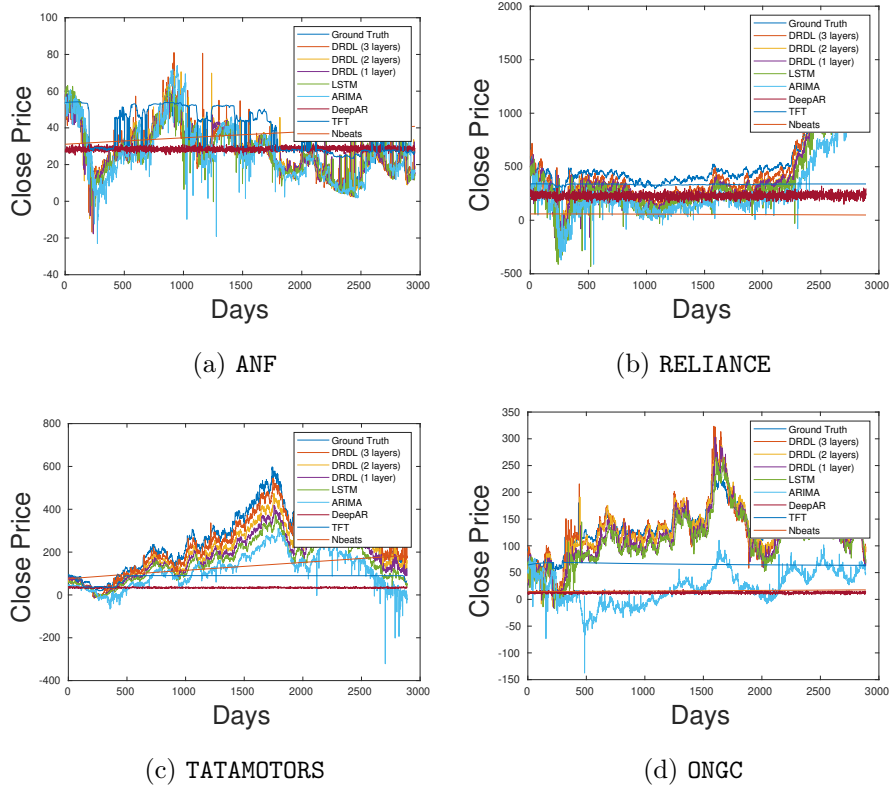 100
80
60
40
20
0
-20
40
0
500
1000
1500
2000
2500
3000
Close Price
Days
Ground Truth
DRDL (3 layers)
DRDL (2 layers)
DRDL (1 layer)
LSTM
ARIMA
DeepAR
TFT
Nbeats
(a) ANF
2000
1500
1000
500
0
-500
0
500
1000
1500
2000
2500
3000
Close Price
Days
Ground Truth
DRDL (3 layers)
DRDL (2 layers)
DRDL (1 layer)
LSTM
ARIMA
DeepAR
TFT
Nbeats
(b) RELIANCE
800
600
400
200
0
-200
-400
0
500
1000
1500
2000
2500
3000
Close Price
Days
Ground Truth
DRDL (3 layers)
DRDL (2 layers)
DRDL (1 layer)
LSTM
ARIMA
DeepAR
TFT
Nbeats
(c) TATAMOTORS
350
300
250
200
150
100
50
0
-50
-100
-150
0
500
1000
1500
2000
2500
3000
Close Price
Days
Ground Truth
DRDL (3 layers)
DRDL (2 layers)
DRDL (1 layer)
LSTM
ARIMA
DeepAR
TFT
Nbeats
(d) ONGC